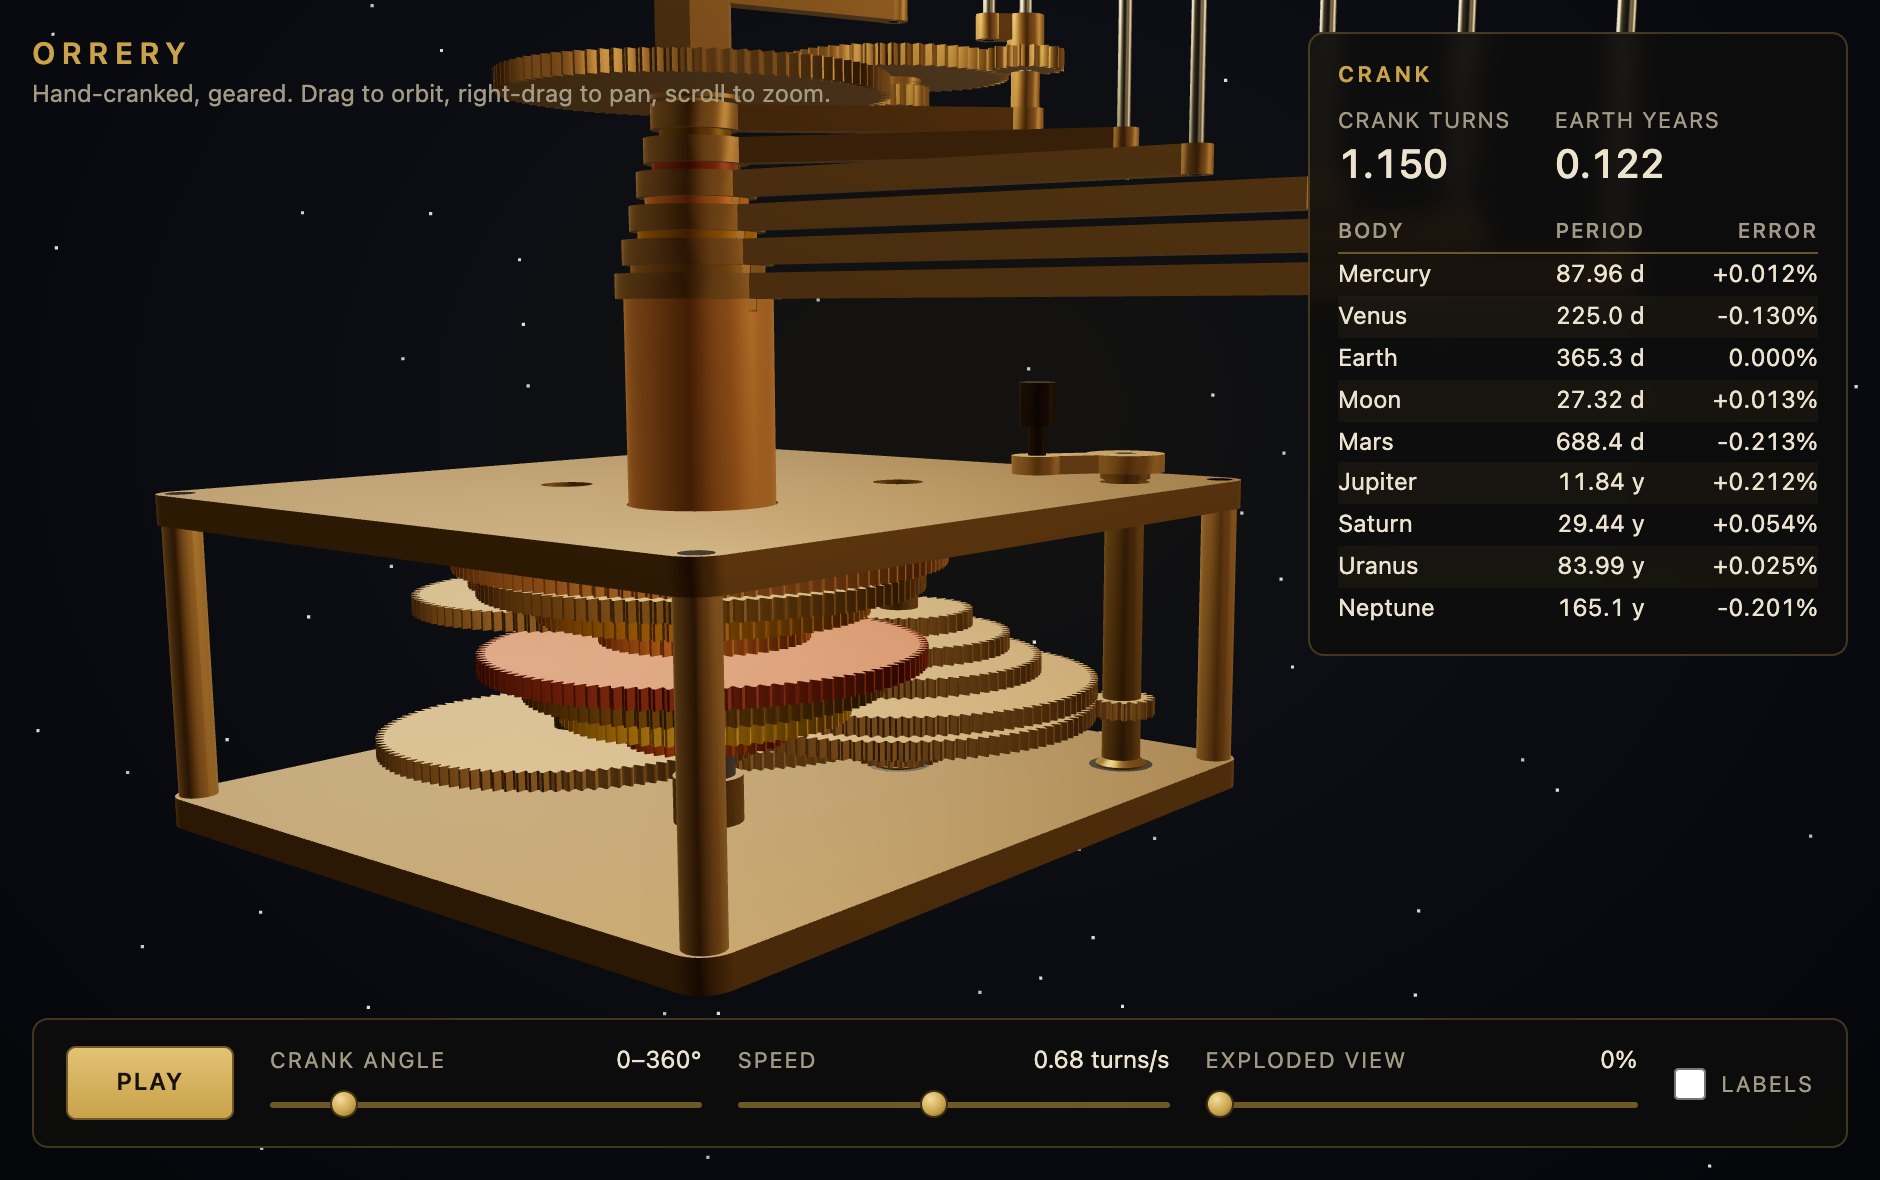 ORRERY
Hand-cranked, geared. Drag to orbit, right-drag to pan, scroll to zoom.
CRANK
CRANK TURNS EARTH YEARS
1.150 0.122
BODY PERIOD ERROR
Mercury 87.96 d +0.012%
Venus 225.0 d -0.130%
Earth 365.3 d 0.000%
Moon 27.32 d +0.013%
Mars 688.4 d -0.213%
Jupiter 11.84 y +0.212%
Saturn 29.44 y +0.054%
Uranus 83.99 y +0.025%
Neptune 165.1 y -0.201%
PLAY
CRANK ANGLE 0–360°
SPEED 0.68 turns/s
EXPLODED VIEW 0%
LABELS